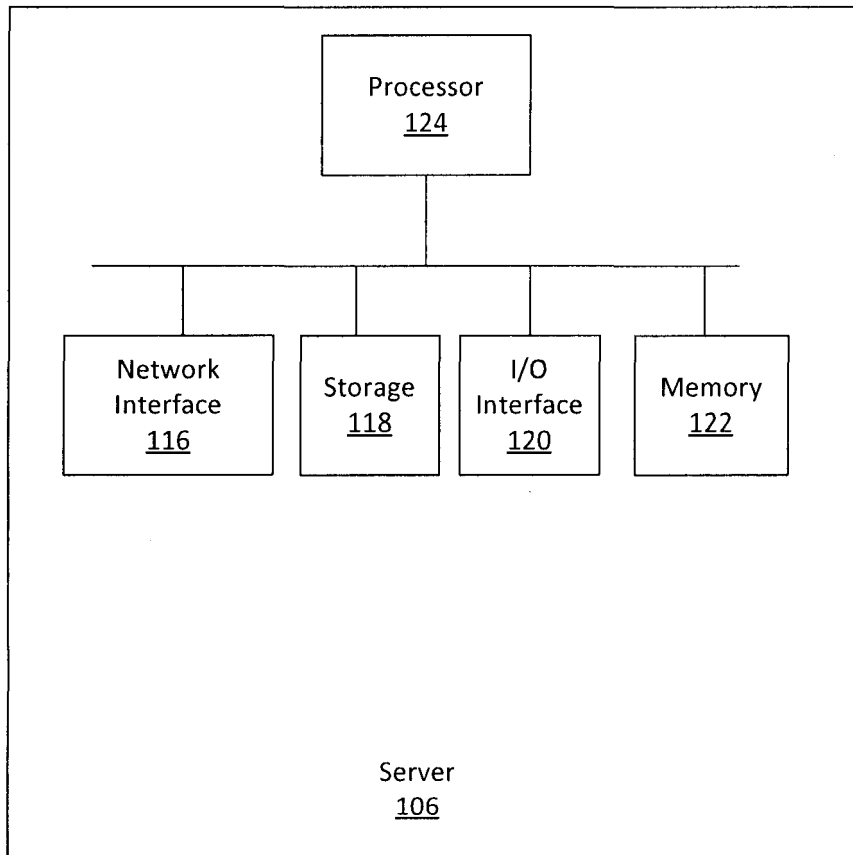 Processor
124
Network
Interface
116
Storage
118
I/O
Interface
120
Memory
122
Server
106